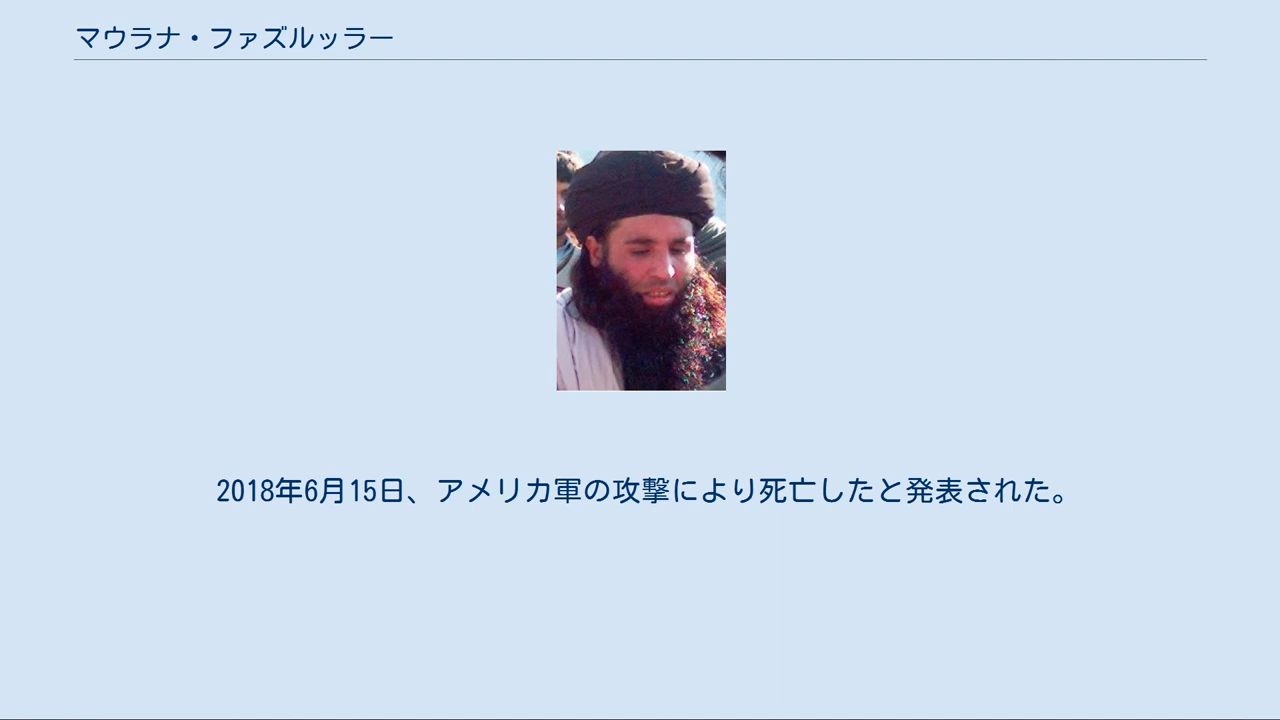 マウラナ・ファズルッラー
2018年6月15日、アメリカ軍の攻撃により死亡したと発表された。